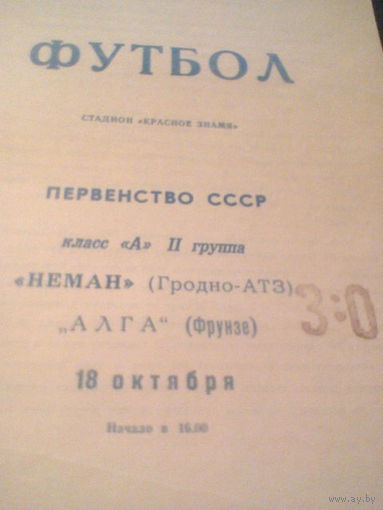 ФУТБОЛ
СТАДИОН «КРАСНОЕ ЗНАМЯ»
ПЕРВЕНСТВО СССР
класс «А» II группа
«НЕМАН» (Гродно-АТЗ)
„АЛГА“ (Фрунзе)
3:0
18 октября
Начало в 16.00
www.ay.by